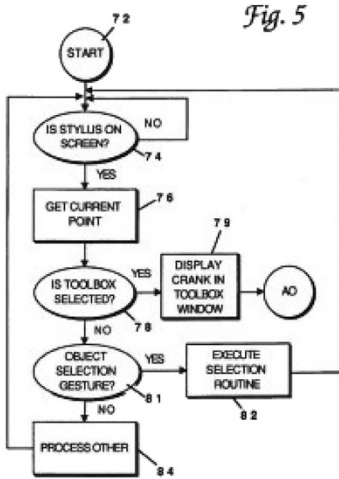 Fig. 5
72
START
NO
IS STYLUS ON
SCREEN?
74
YES
76
GET CURRENT
POINT
79
IS TOOLBOX
SELECTED?
78
YES
DISPLAY
CRANK IN
TOOLBOX
WINDOW
AO
NO
OBJECT
SELECTION
GESTURE?
81
YES
EXECUTE
SELECTION
ROUTINE
82
NO
PROCESS OTHER
84